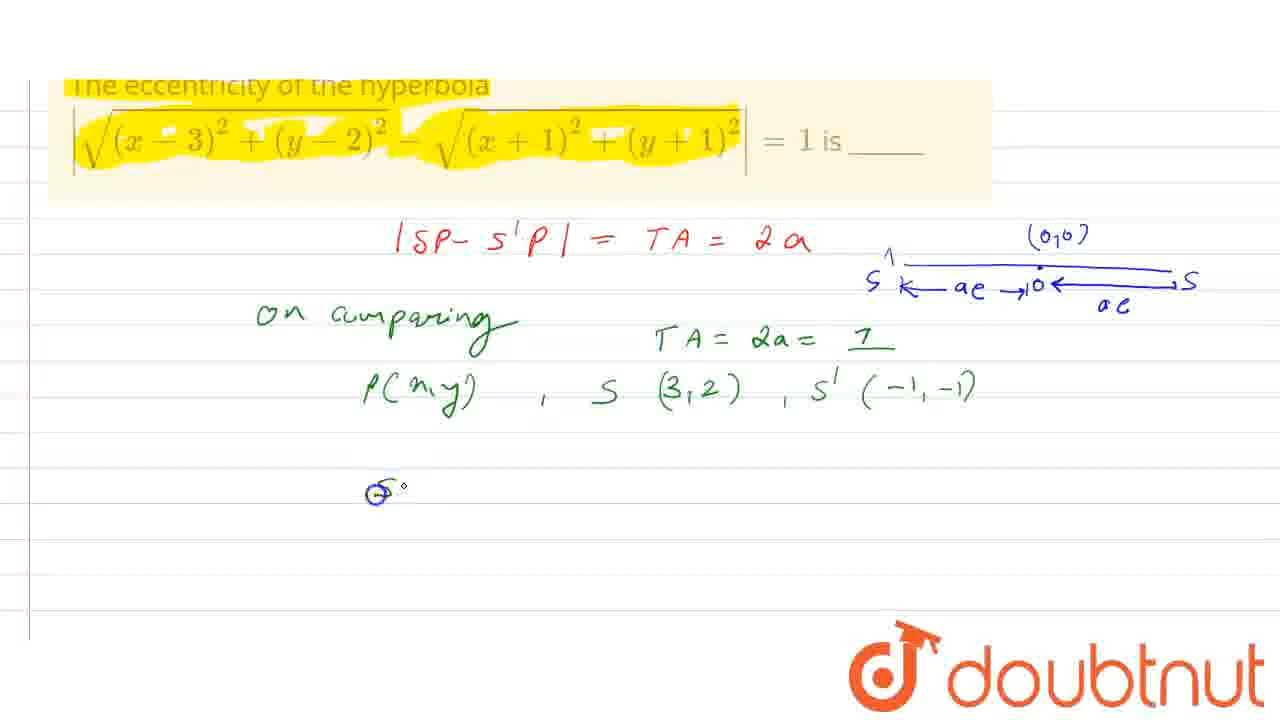 The eccentricity of the hyperbola
|√(x − 3)² + (y − 2)² − √(x + 1)² + (y + 1)²| = 1 is _____
|SP - S'P| = TA = 2a
(0,0)
S' ae O ae S
on comparing
TA = 2a = 1
P(x,y) , S (3,2) , S' (-1,-1)
S
doubtnut